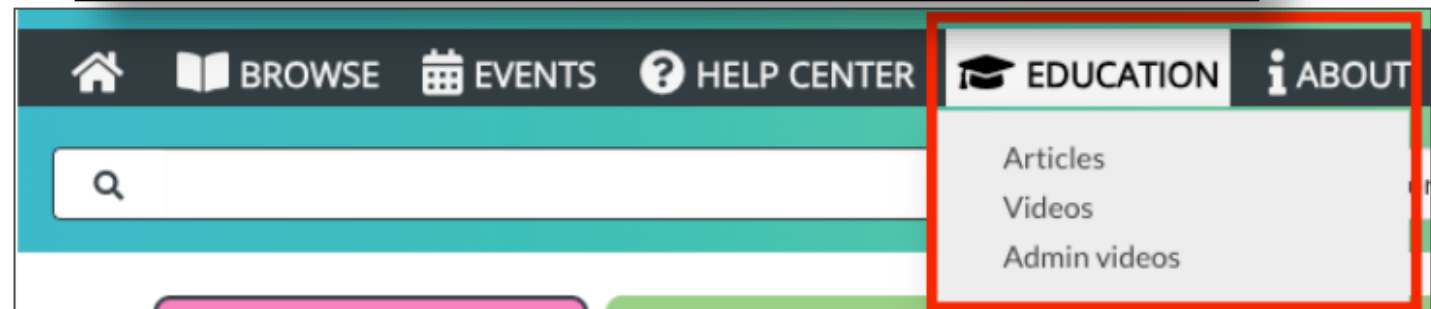 BROWSE EVENTS HELP CENTER EDUCATION ABOUT
Articles
Videos
Admin videos